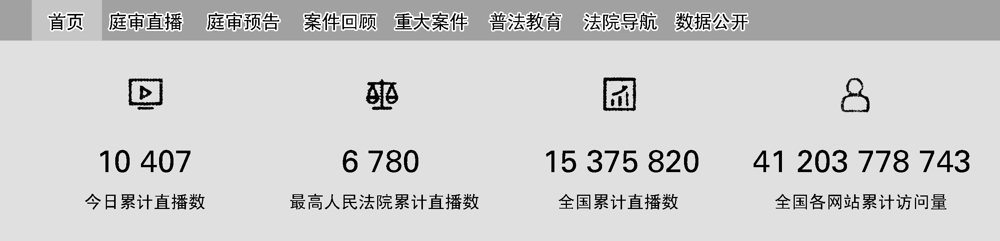 首页 庭审直播 庭审预告 案件回顾 重大案件 普法教育 法院导航 数据公开
10 407 6 780 15 375 820 41 203 778 743
今日累计直播数 最高人民法院累计直播数 全国累计直播数 全国各网站累计访问量